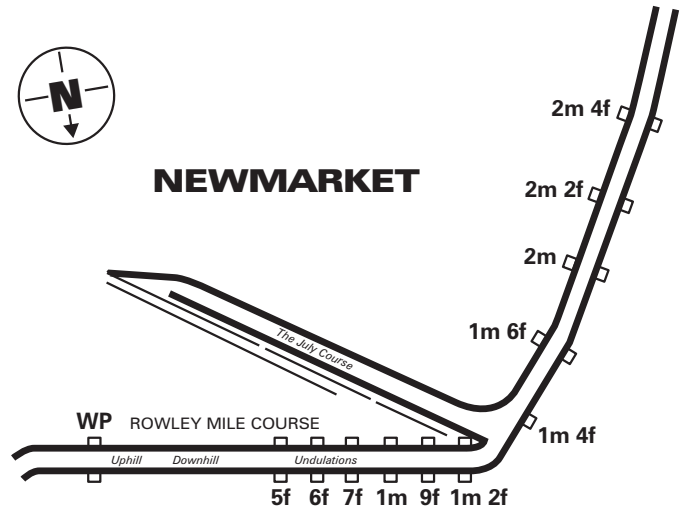 N
2m 4f
NEWMARKET
2m 2f
2m
1m 6f
The July Course
WP ROWLEY MILE COURSE
1m 4f
Uphill Downhill Undulations
5f 6f 7f 1m 9f 1m 2f